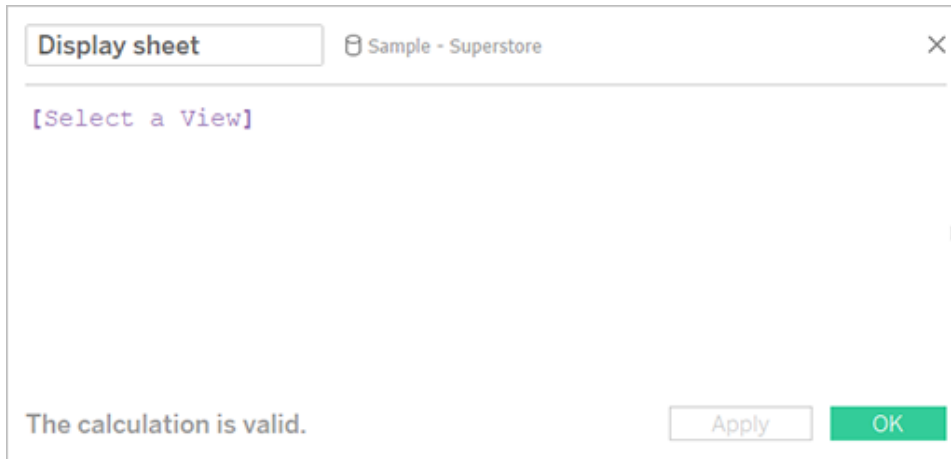 Display sheet
Sample - Superstore
[Select a View]
The calculation is valid.
Apply
OK